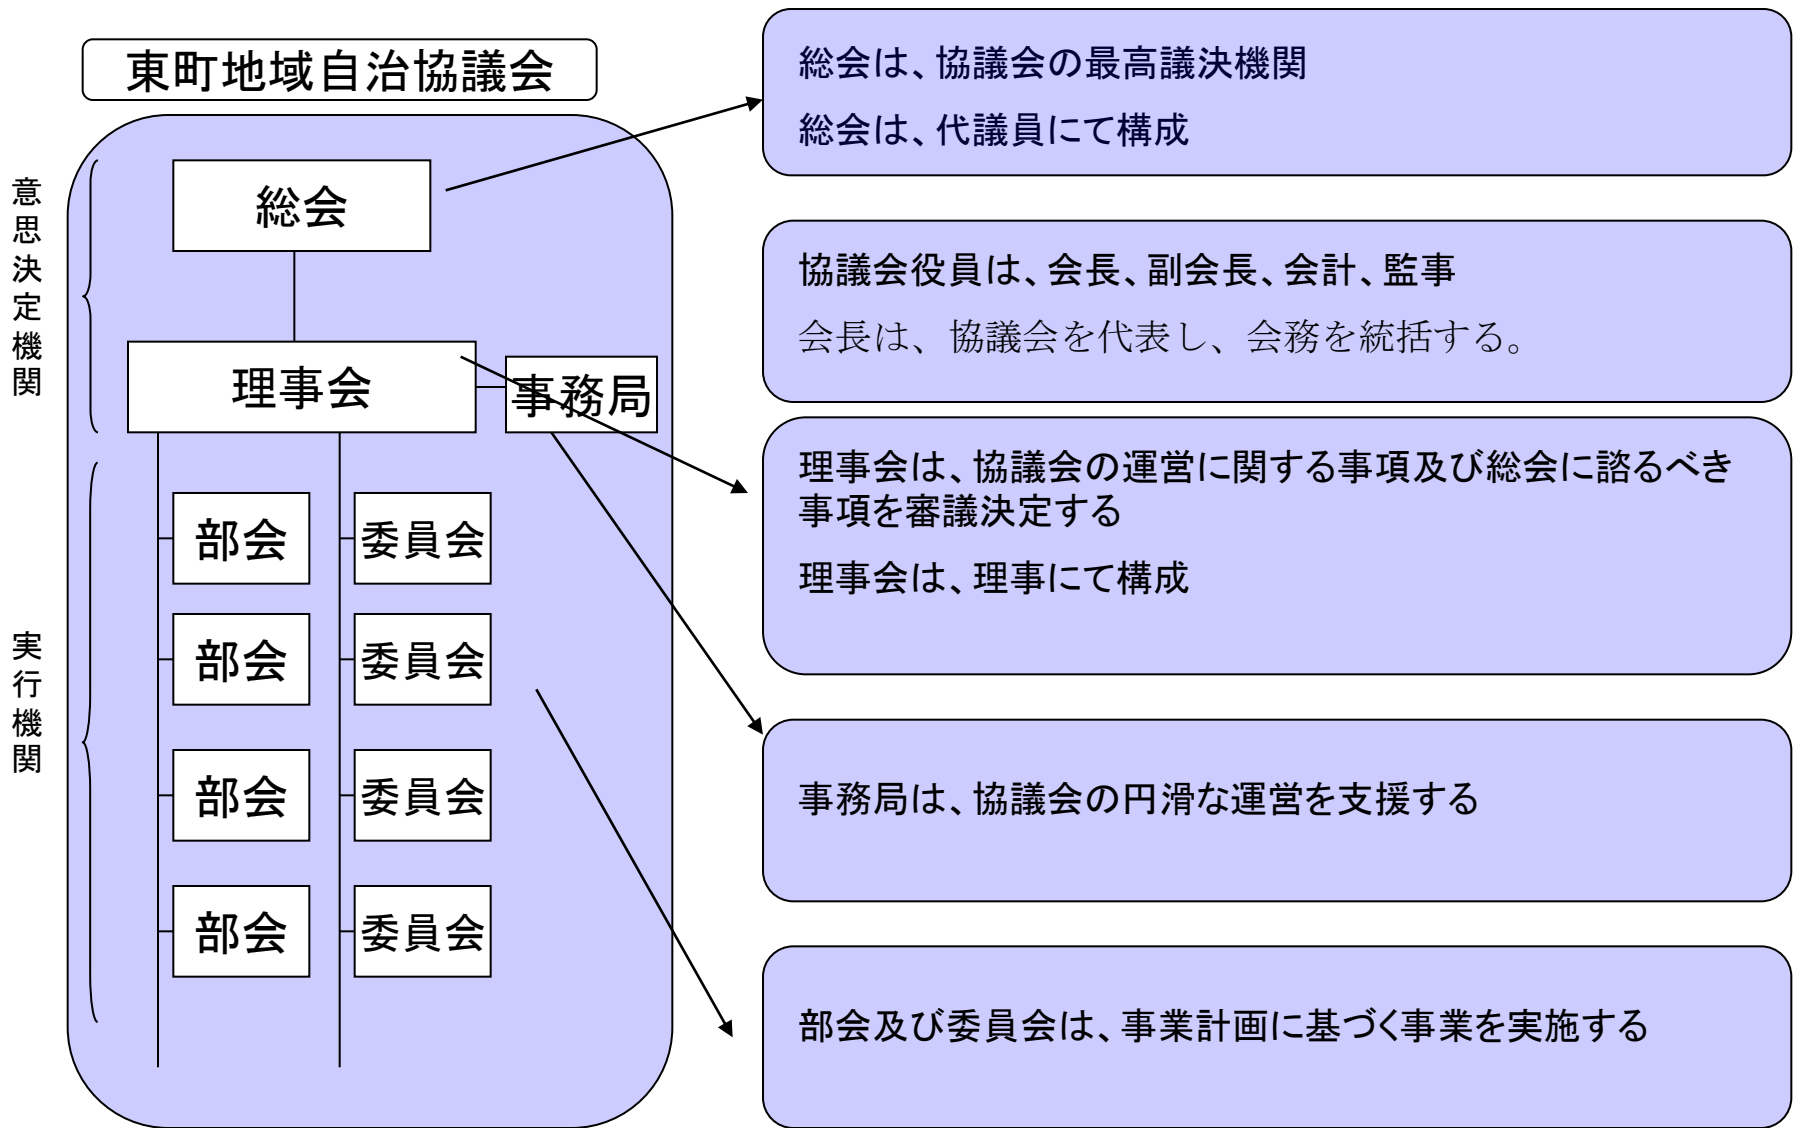 東町地域自治協議会
意思決定機関
総会
理事会
事務局
実行機関
部会
委員会
部会
委員会
部会
委員会
部会
委員会
総会は、協議会の最高議決機関
総会は、代議員にて構成
協議会役員は、会長、副会長、会計、監事
会長は、協議会を代表し、会務を統括する。
理事会は、協議会の運営に関する事項及び総会に諮るべき
事項を審議決定する
理事会は、理事にて構成
事務局は、協議会の円滑な運営を支援する
部会及び委員会は、事業計画に基づく事業を実施する